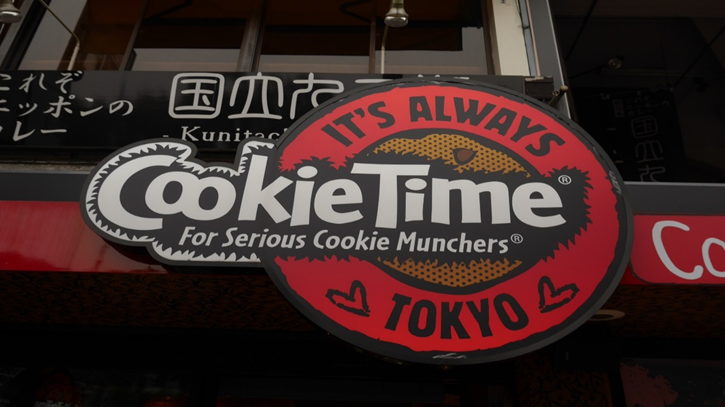 これぞ
ニッポンの
カレー
国立
Kunitac
IT'S ALWAYS
CookieTime®
For Serious Cookie Munchers®
TOKYO
Co